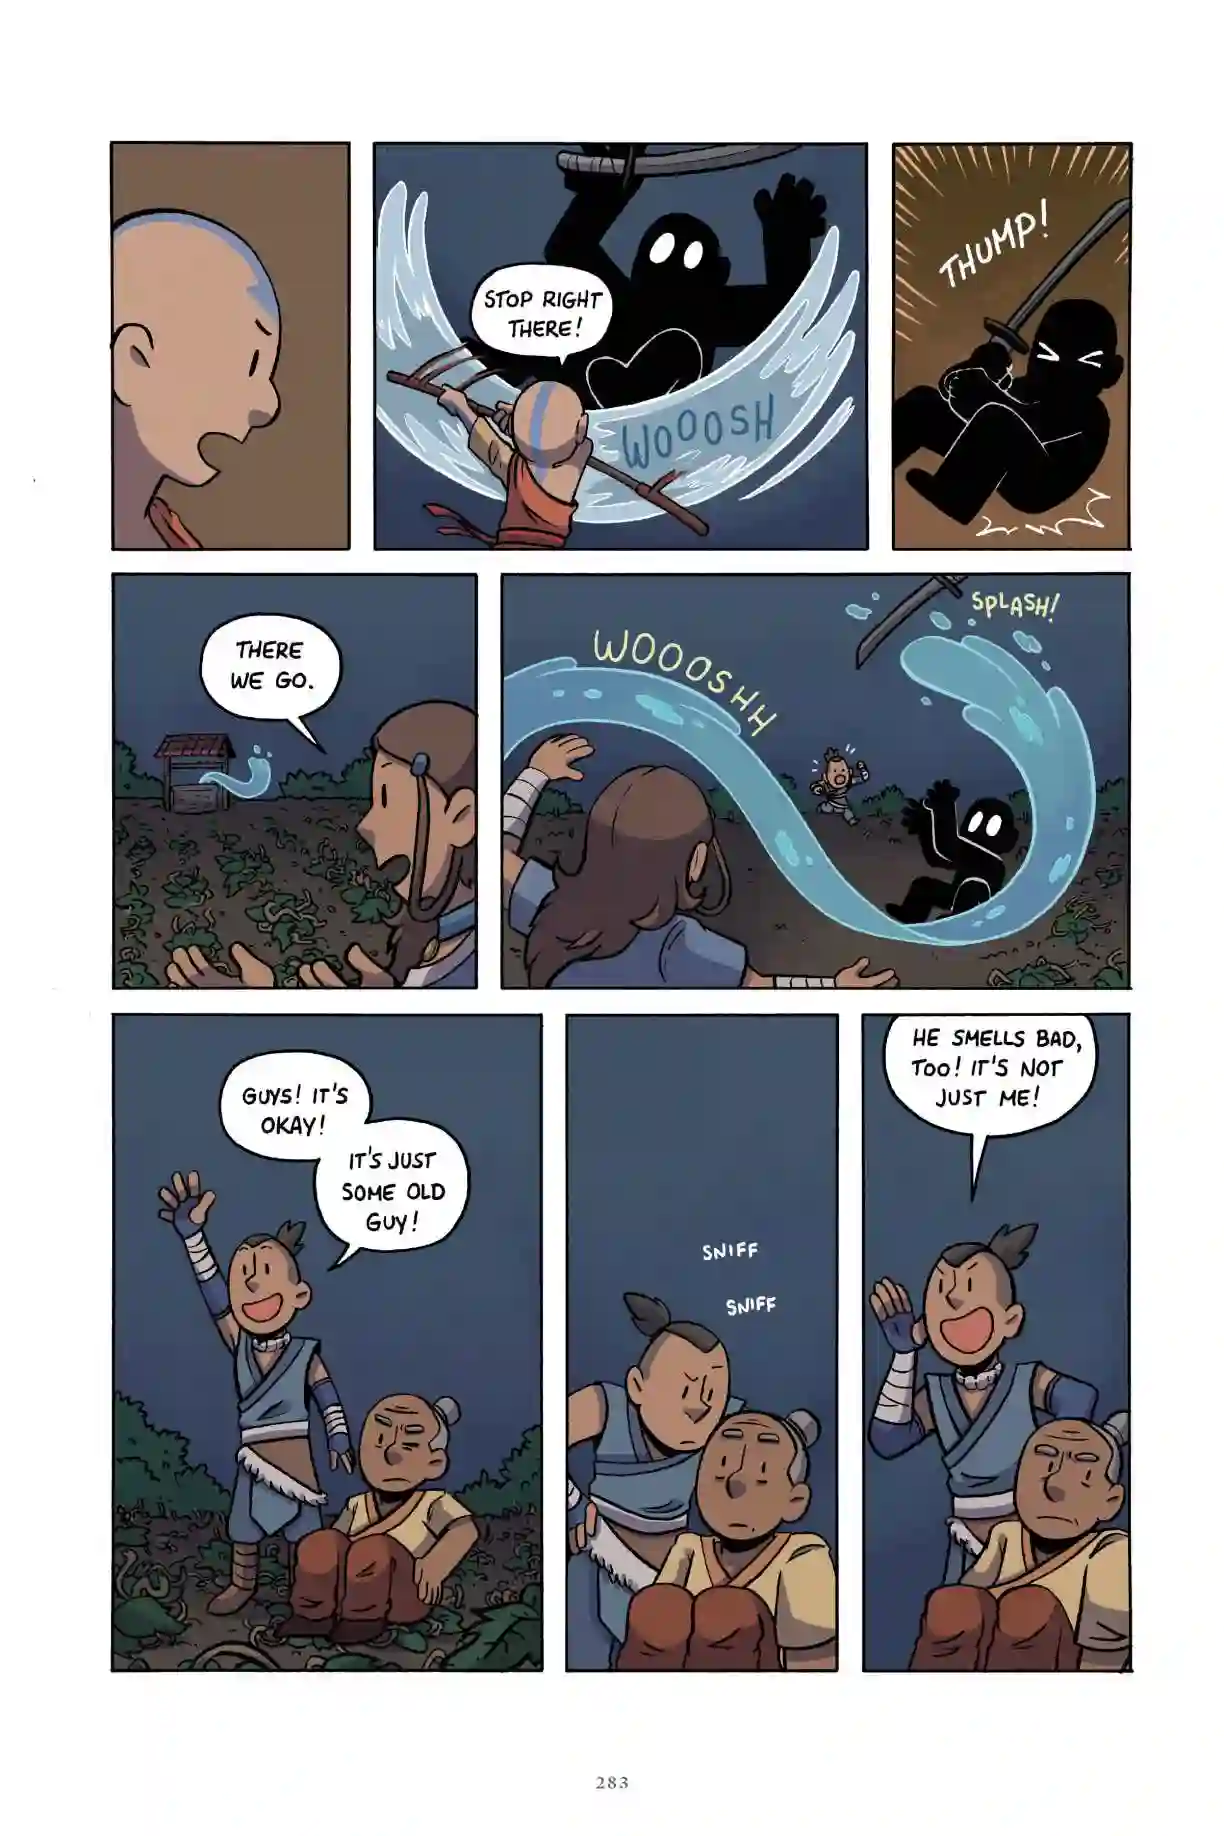 STOP RIGHT
THERE!
WOOOSH
THUMP!
THERE
WE GO.
WOOOSHH
SPLASH!
GUYS! IT'S
OKAY!
IT'S JUST
SOME OLD
GUY!
SNIFF
SNIFF
HE SMELLS BAD,
TOO! IT'S NOT
JUST ME!
283